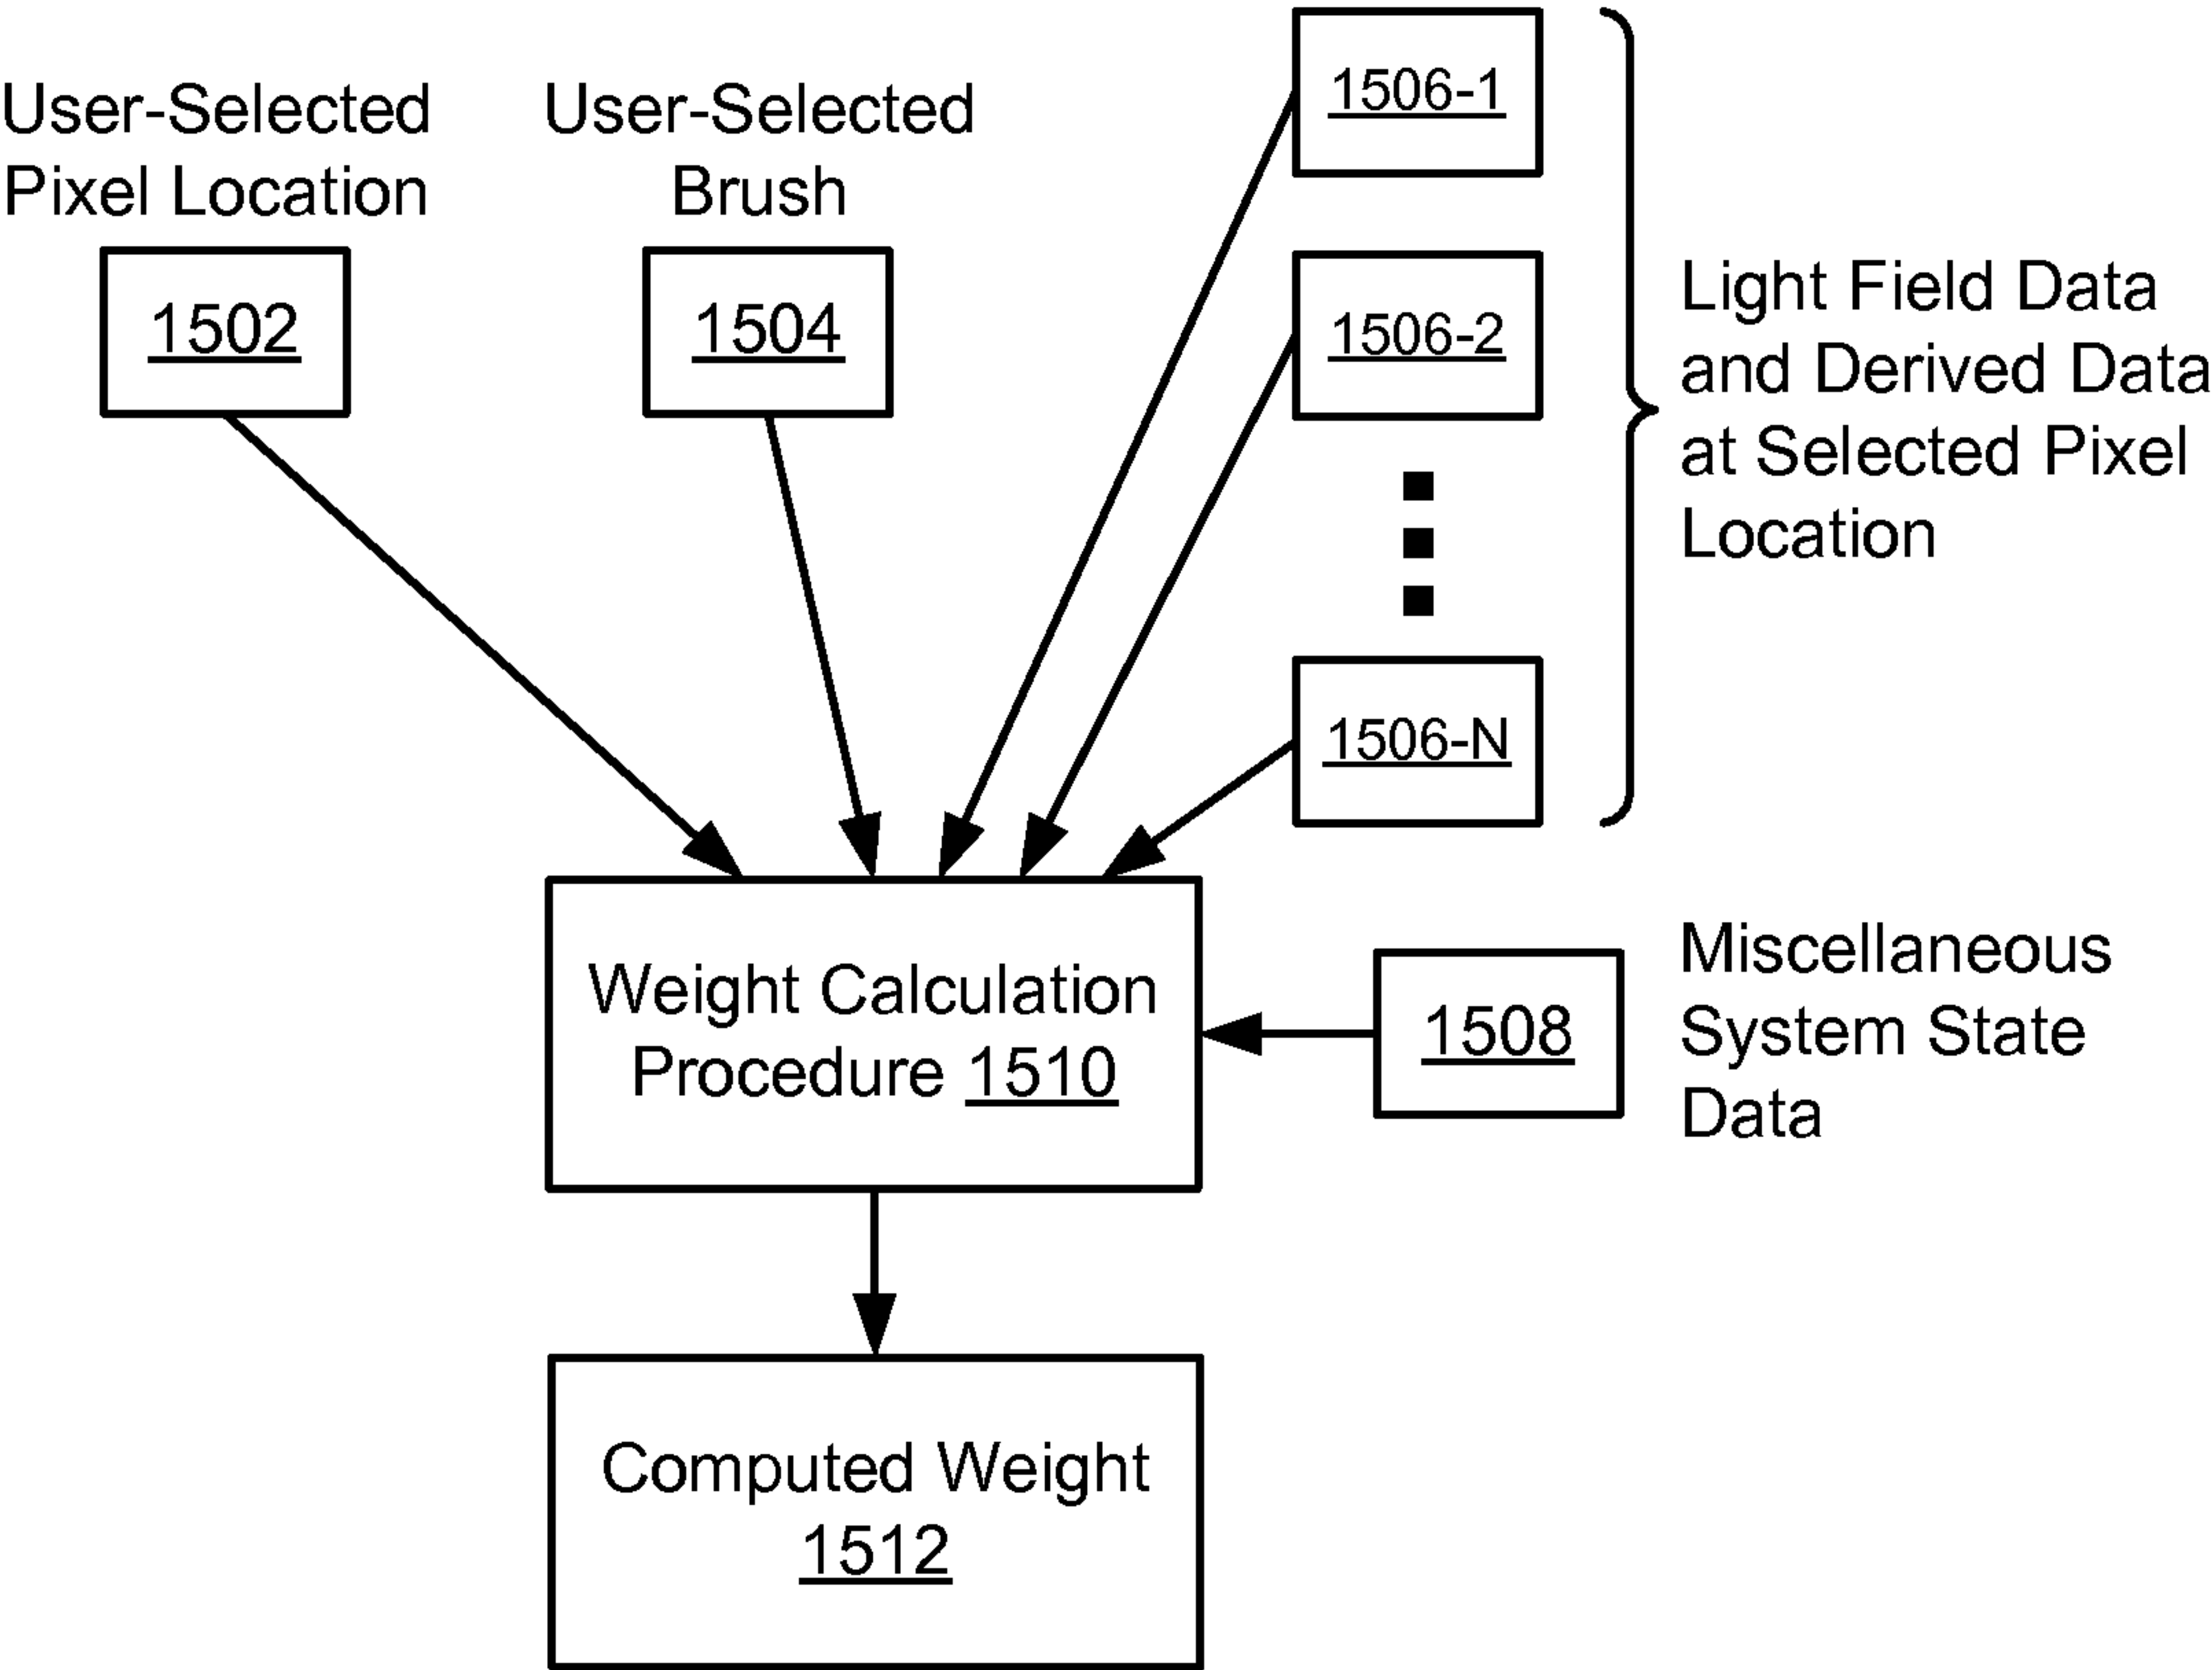 User-Selected
Pixel Location
1502
User-Selected
Brush
1504
1506-1
1506-2
1506-N
Light Field Data
and Derived Data
at Selected Pixel
Location
Weight Calculation
Procedure 1510
1508
Miscellaneous
System State
Data
Computed Weight
1512